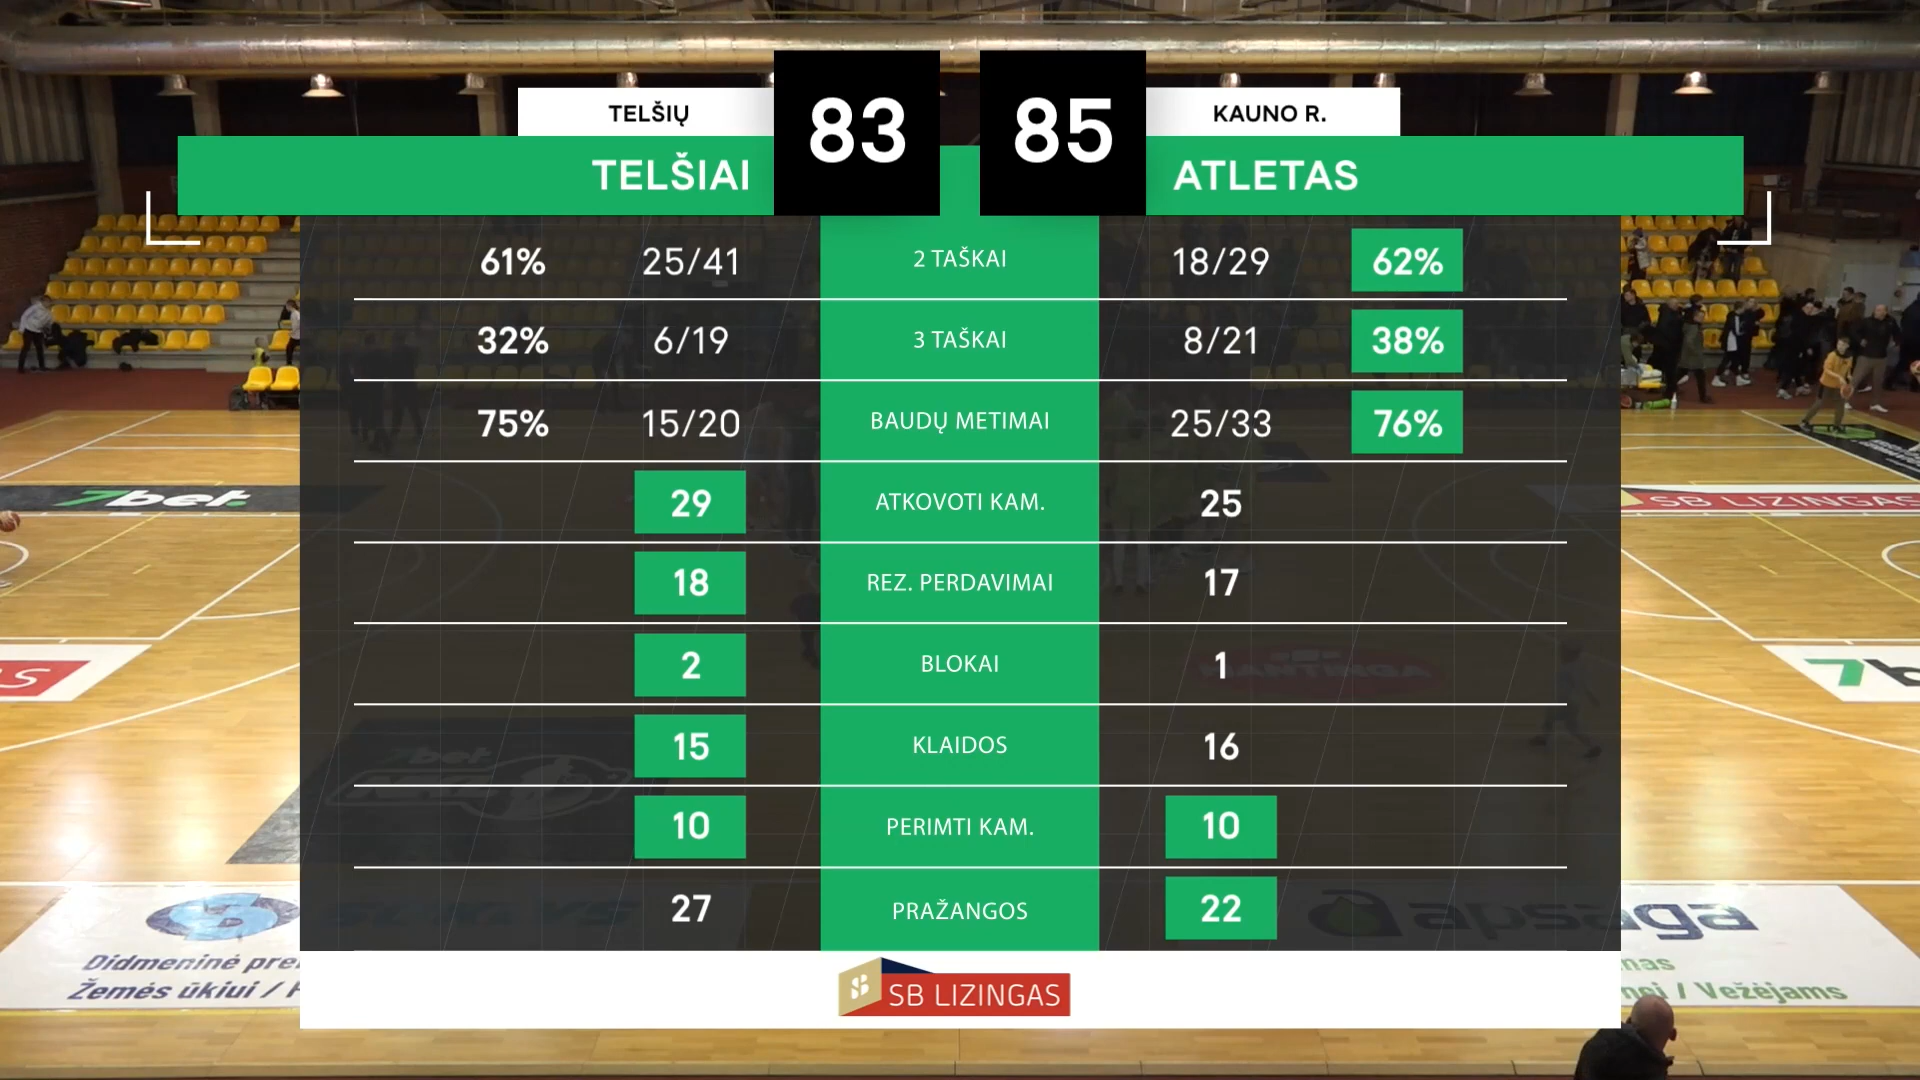 TELŠIŲ 83 85 KAUNO R.
TELŠIAI ATLETAS
61% 25/41 2 TAŠKAI 18/29 62%
32% 6/19 3 TAŠKAI 8/21 38%
75% 15/20 BAUDŲ METIMAI 25/33 76%
29 ATKOVOTI KAM. 25
18 REZ. PERDAVIMAI 17
2 BLOKAI 1
15 KLAIDOS 16
10 PERIMTI KAM. 10
27 PRAŽANGOS 22
SB LIZINGAS
7bet.
SB LIZINGAS
7bet
apsaga
Didmeninė
Žemės ūkiui /
/ Vežėjams